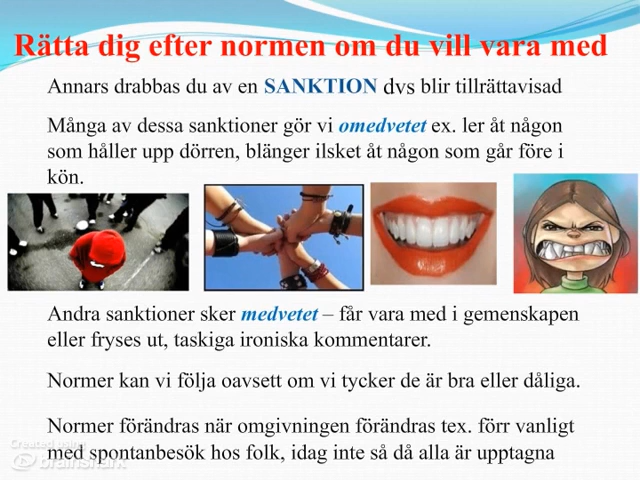 Rätta dig efter normen om du vill vara med
Annars drabbas du av en SANKTION dvs blir tillrättavisad
Många av dessa sanktioner gör vi omedvetet ex. ler åt någon
som håller upp dörren, blänger ilsket åt någon som går före i
kön.
Andra sanktioner sker medvetet – får vara med i gemenskapen
eller fryses ut, taskiga ironiska kommentarer.
Normer kan vi följa oavsett om vi tycker de är bra eller dåliga.
Normer förändras när omgivningen förändras tex. förr vanligt
med spontanbesök hos folk, idag inte så då alla är upptagna
Created using
brainshark